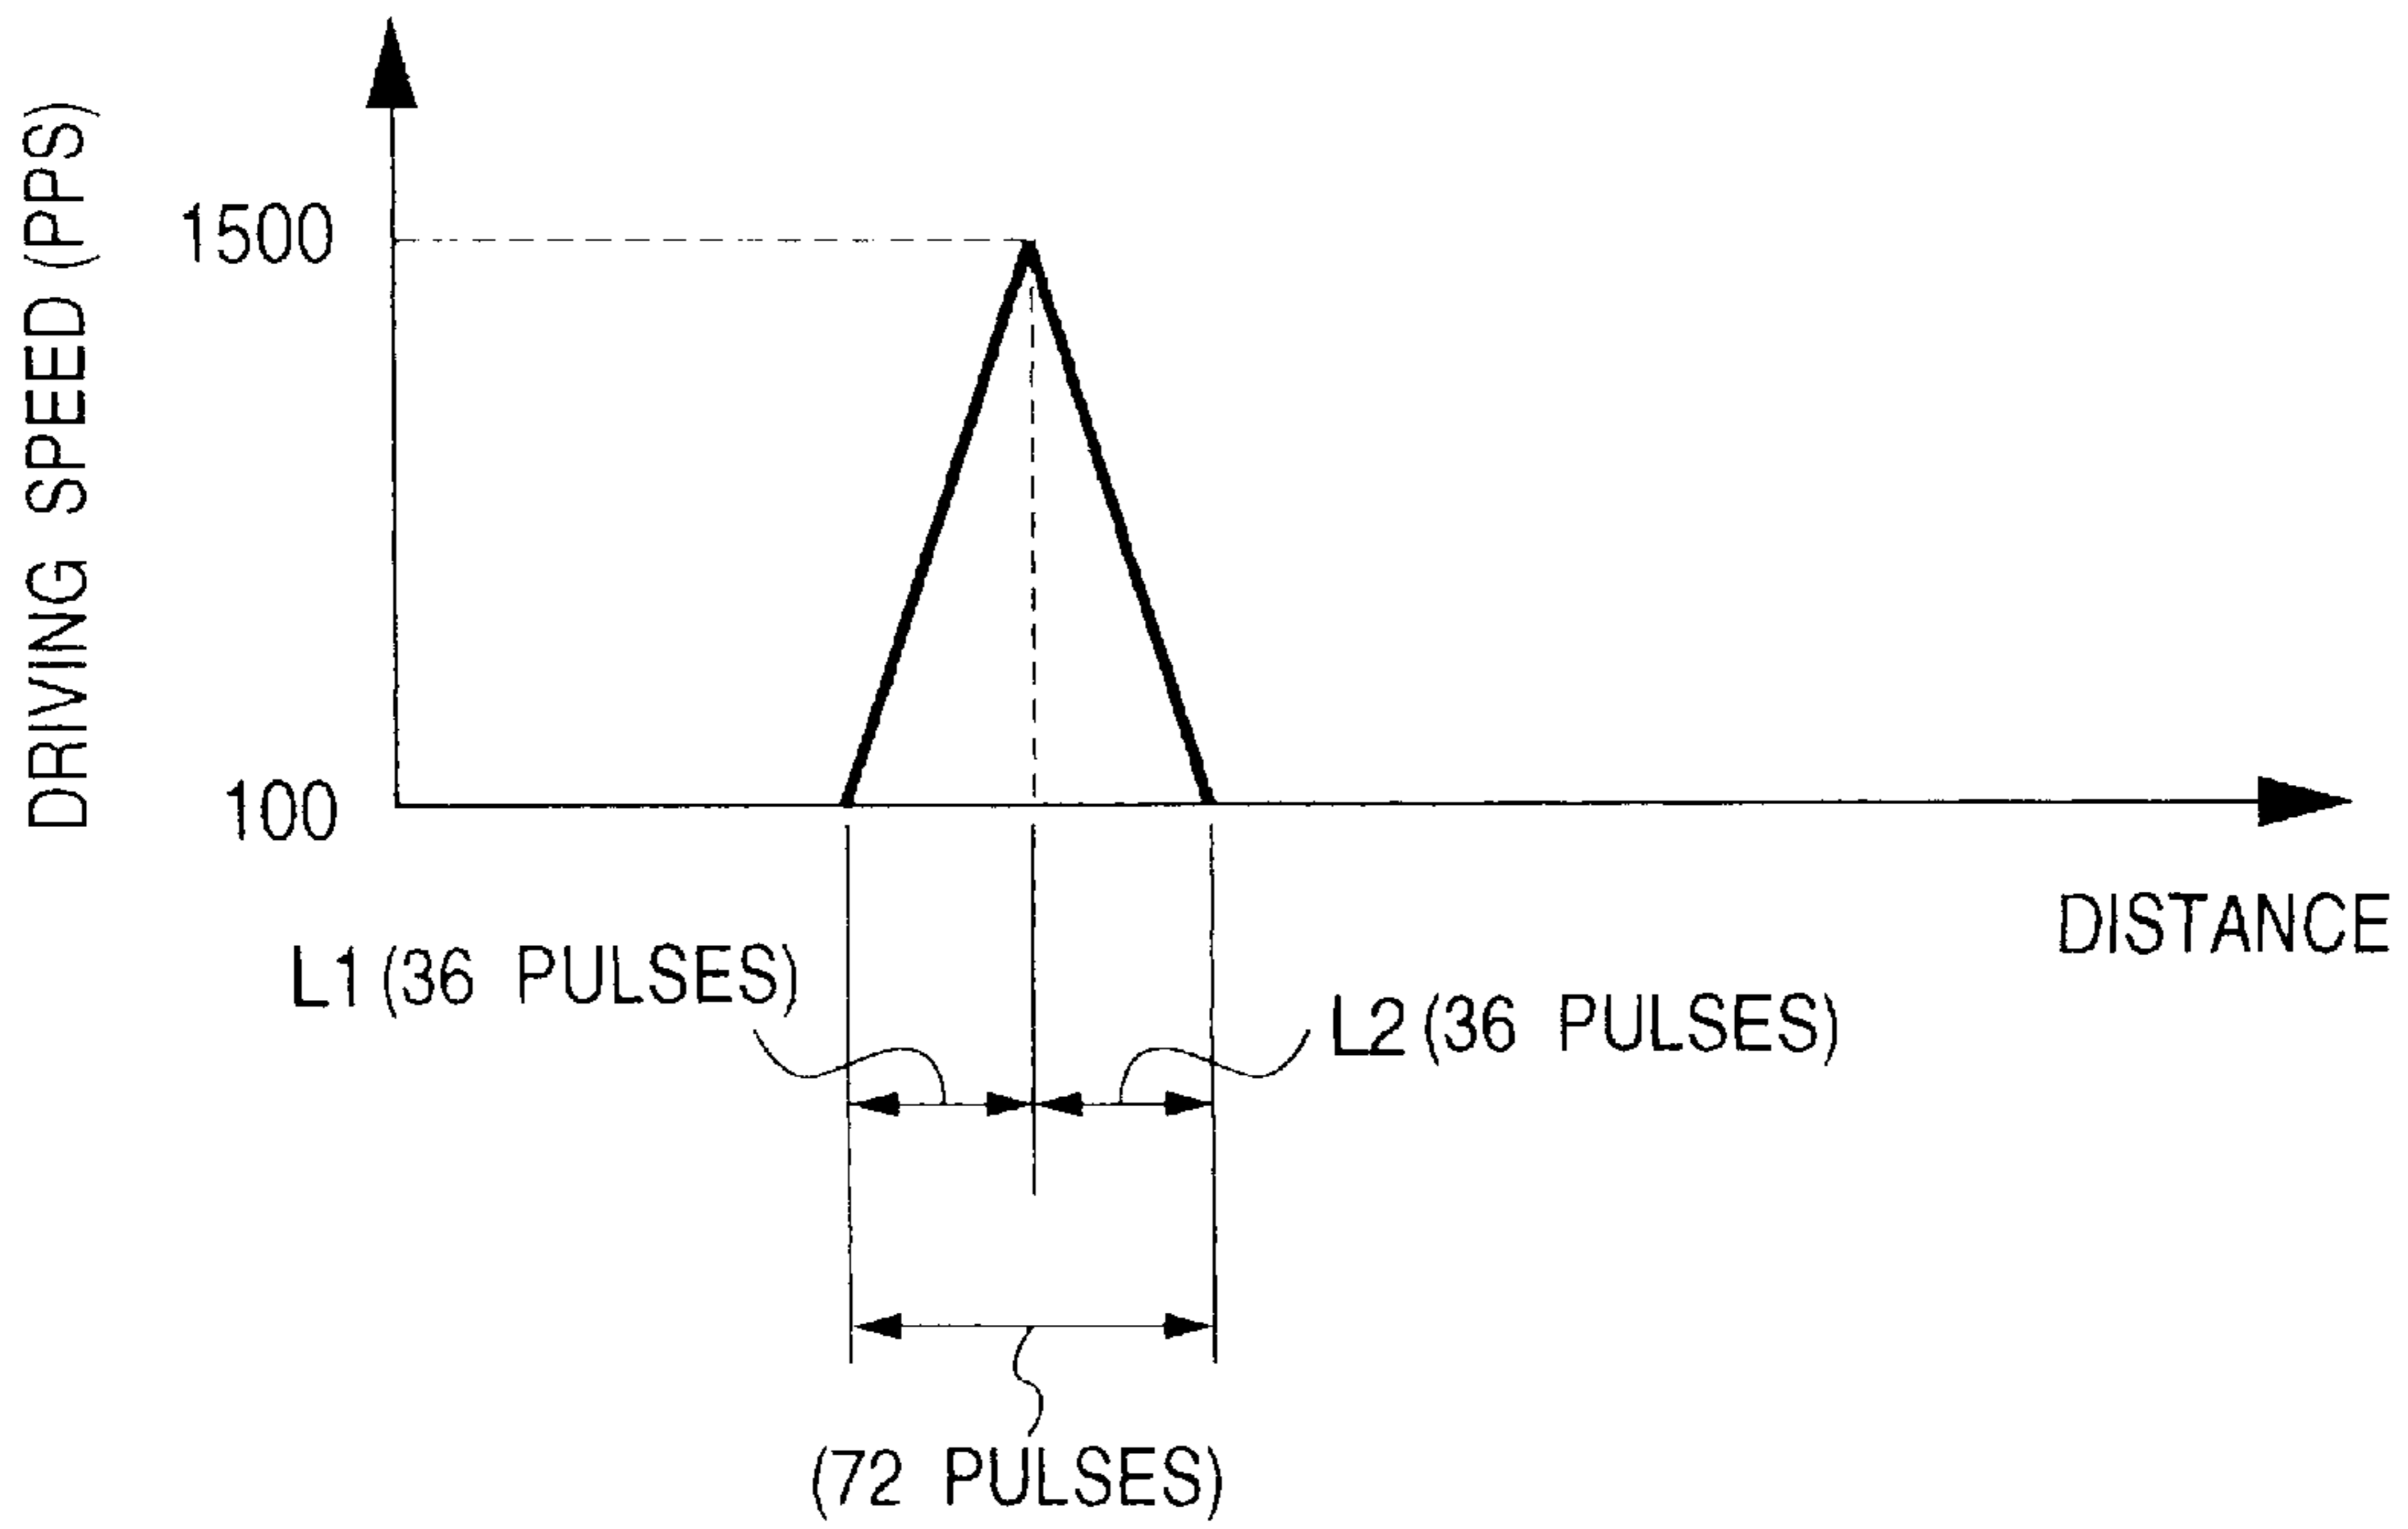 DRIVING SPEED (PPS)
1500
100
DISTANCE
L1 (36 PULSES)
L2 (36 PULSES)
(72 PULSES)